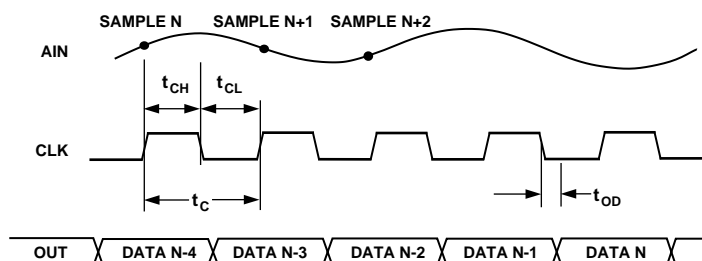 SAMPLE N SAMPLE N+1 SAMPLE N+2
AIN
tCH tCL
CLK
tC tOD
OUT DATA N-4 DATA N-3 DATA N-2 DATA N-1 DATA N